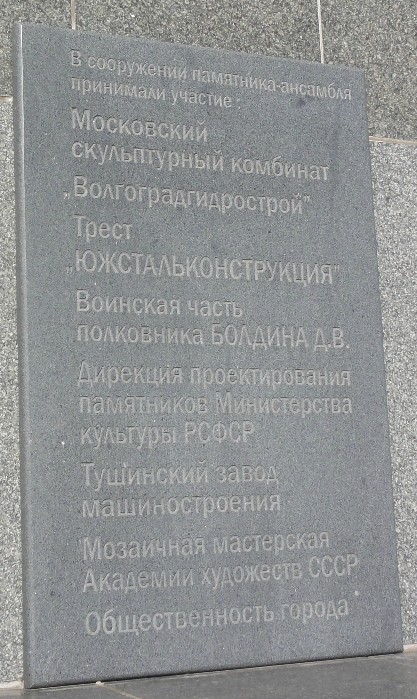 В сооружении памятника-ансамбля
принимали участие:
Московский
скульптурный комбинат
„Волгоградгидрострой"
Трест
„ЮЖСТАЛЬКОНСТРУКЦИЯ"
Воинская часть
полковника БОЛДИНА Д.В.
Дирекция проектирования
памятников Министерства
культуры РСФСР
Тушинский завод
машиностроения
Мозаичная мастерская
Академии художеств СССР
Общественность города